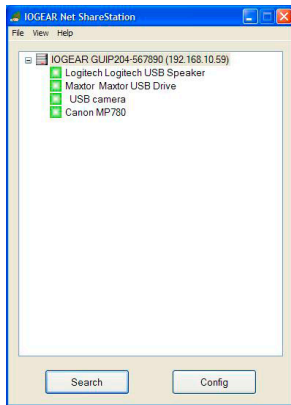 IOGEAR Net ShareStation
File View Help
IOGEAR GUIP204-567890 (192.168.10.59)
Logitech Logitech USB Speaker
Maxtor Maxtor USB Drive
USB camera
Canon MP780
Search Config